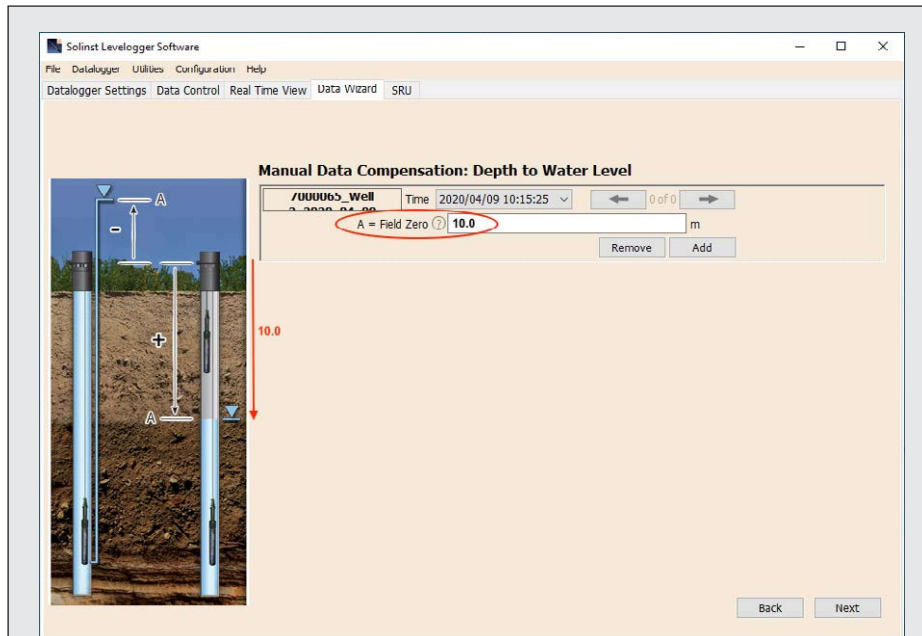 Solinst Levelogger Software
File Datalogger Utilities Configuration Help
Datalogger Settings Data Control Real Time View Data Wizard SRU
Manual Data Compensation: Depth to Water Level
7000065_Well Time 2020/04/09 10:15:25 0 of 0
A = Field Zero ? 10.0 m
Remove Add
A
-
10.0
+
A
Back Next